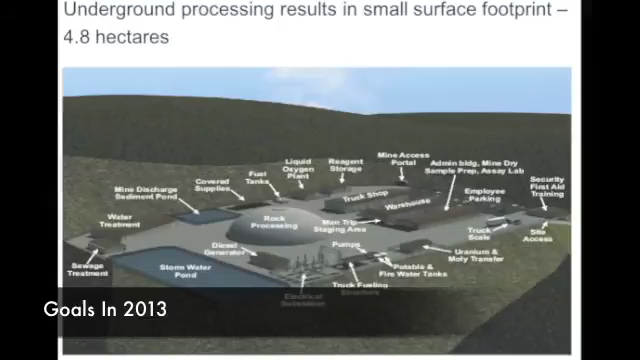 Underground processing results in small surface footprint –
4.8 hectares
Liquid
Oxygen
Plant
Reagent
Storage
Mine Access
Portal
Admin bldg, Mine Dry
Sample Prep, Assay Lab
Security
First Aid
Training
Fuel
Tanks
Covered
Supplies
Mine Discharge
Sediment Pond
Truck Shop
Warehouse
Employee
Parking
Water
Treatment
Rock
Processing
Man Trip
Staging Area
Truck
Scale
Site
Access
Diesel
Generator
Pumps
Uranium &
Moly Transfer
Sewage
Treatment
Storm Water
Pond
Potable &
Fire Water Tanks
Truck Fueling
Electrical
Goals In 2013